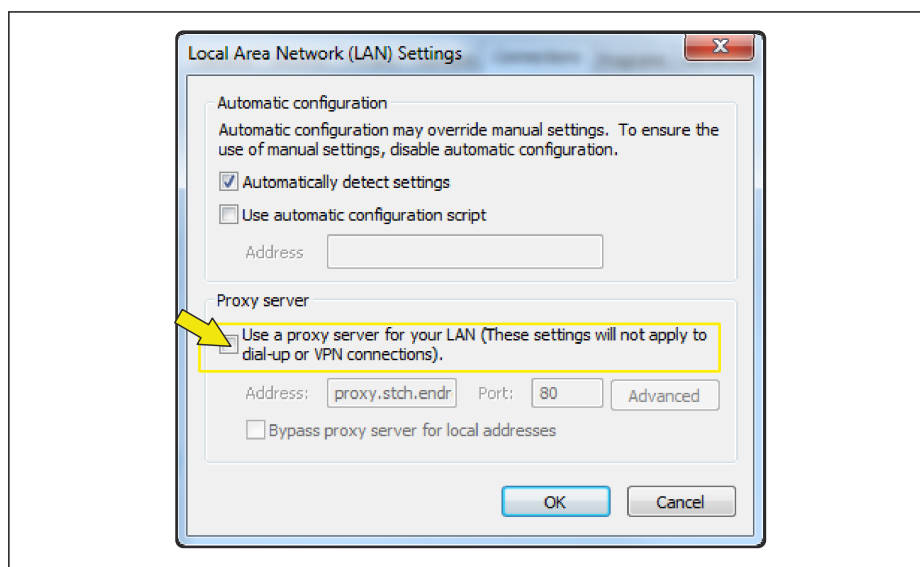 Local Area Network (LAN) Settings
Automatic configuration
Automatic configuration may override manual settings. To ensure the
use of manual settings, disable automatic configuration.
Automatically detect settings
Use automatic configuration script
Address
Proxy server
Use a proxy server for your LAN (These settings will not apply to
dial-up or VPN connections).
Address: proxy.stch.endr Port: 80 Advanced
Bypass proxy server for local addresses
OK Cancel